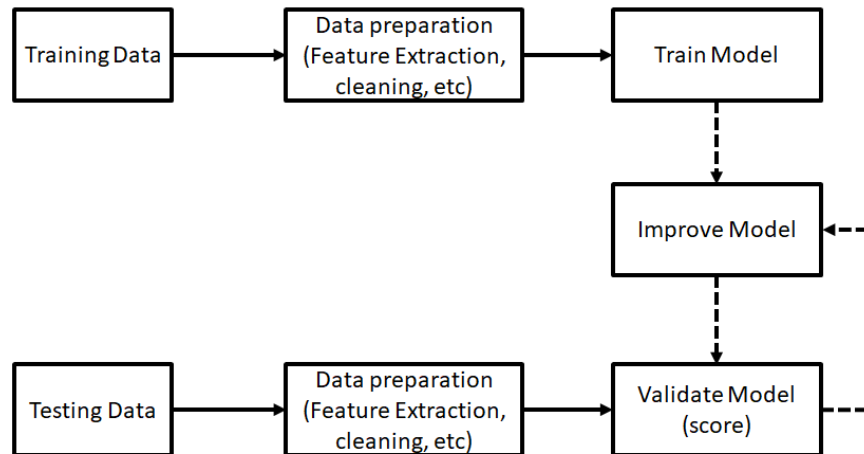 Training Data
Data preparation
(Feature Extraction,
cleaning, etc)
Train Model
Improve Model
Testing Data
Data preparation
(Feature Extraction,
cleaning, etc)
Validate Model
(score)